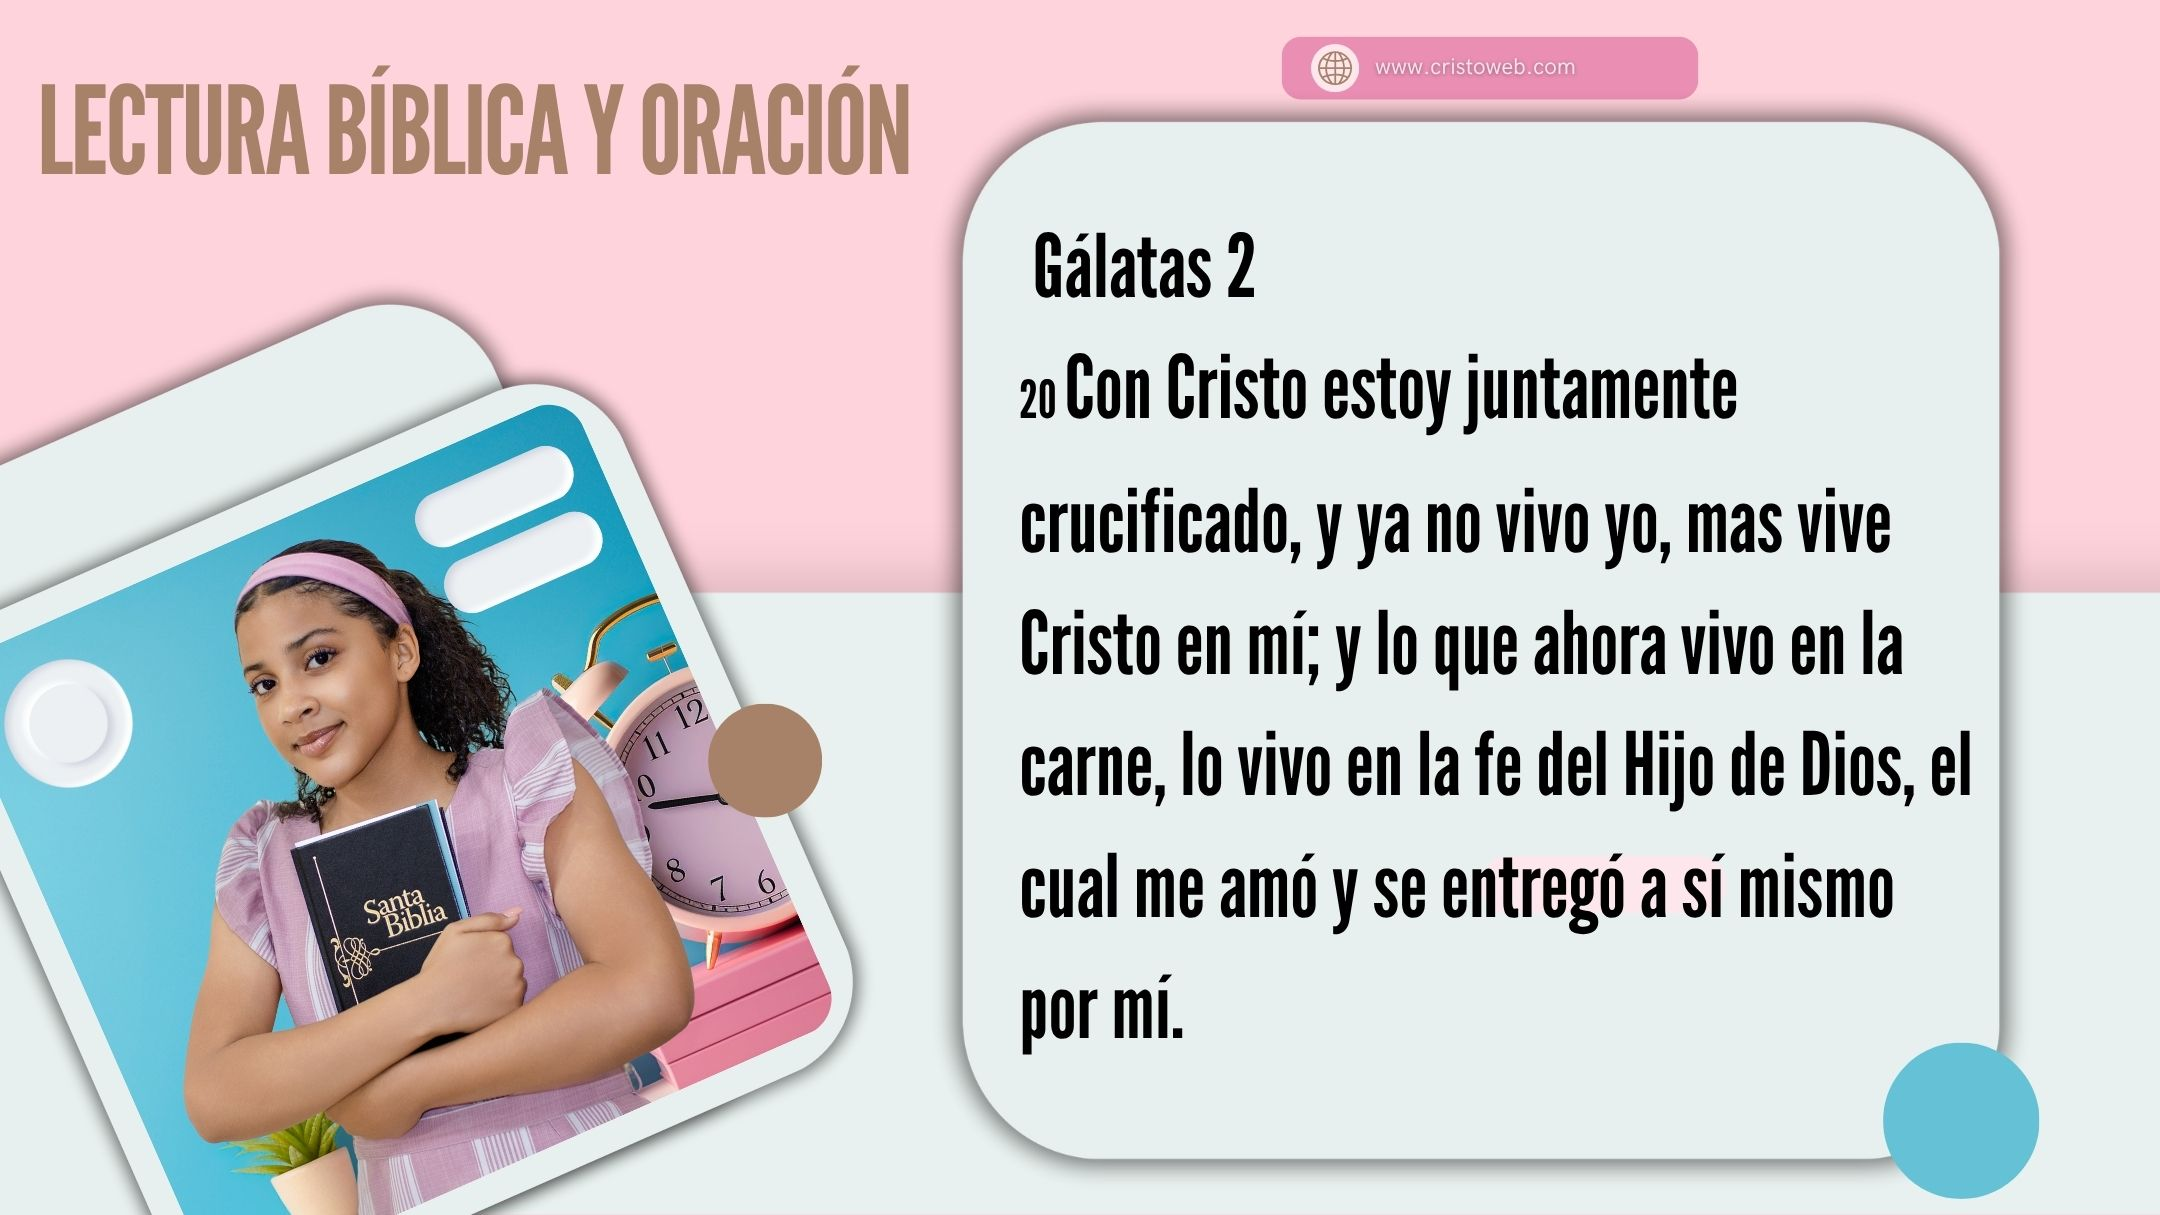 LECTURA BÍBLICA Y ORACIÓN
www.cristoweb.com
Gálatas 2
20 Con Cristo estoy juntamente
crucificado, y ya no vivo yo, mas vive
Cristo en mí; y lo que ahora vivo en la
carne, lo vivo en la fe del Hijo de Dios, el
cual me amó y se entregó a sí mismo
por mí.
Santa
Biblia
12
11
10
8
7
6